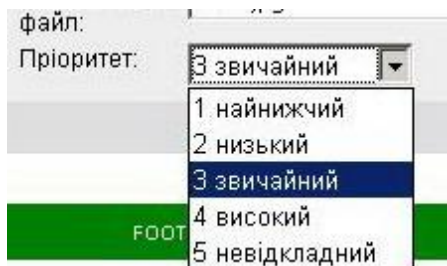 файл:
Пріоритет:
3 звичайний
1 найнижчий
2 низький
3 звичайний
4 високий
5 невідкладний
FOOT